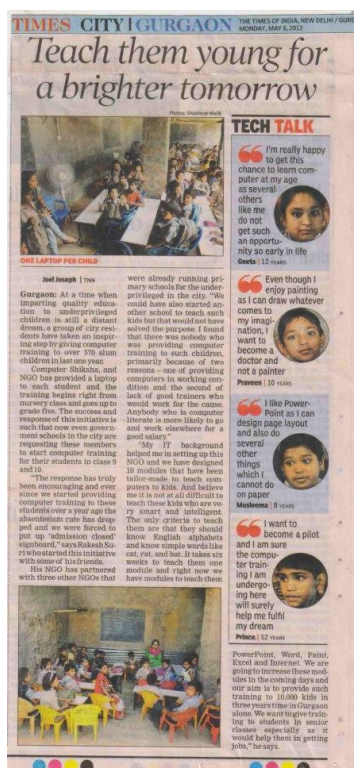 TIMES CITY | GURGAON
THE TIMES OF INDIA, NEW DELHI / GURG
MONDAY, MAY 6, 2013
Teach them young for
a brighter tomorrow
Photos: Shashwat Malik
ONE LAPTOP PER CHILD
Joel Joseph | TNN
Gurgaon: At a time when
imparting quality educa-
tion to underprivileged
children is still a distant
dream, a group of city resi-
dents have taken an inspir-
ing step by giving computer
training to over 570 slum
children in last one year.
Computer Shiksha, and
NGO has provided a laptop
to each student and the
training begins right from
nursery class and goes up to
grade five. The success and
response of this initiative is
such that now even govern-
ment schools in the city are
requesting these members
to start computer training
for their students in class 9
and 10.
"The response has truly
been encouraging and ever
since we started providing
computer training to these
students over a year ago the
absenteeism rate has drop-
ped and we were forced to
put up 'admission closed'
signboard," says Rakesh Su-
ri who started this initiative
with some of his friends.
His NGO has partnered
with three other NGOs that
were already running pri-
mary schools for the under-
privileged in the city. "We
could have also started an-
other school to teach such
kids but that would not have
solved the purpose. I found
that there was nobody who
was providing computer
training to such children,
primarily because of two
reasons – one of providing
computers in working con-
dition and the second of
lack of good trainers who
would work for the cause.
Anybody who is computer
literate is more likely to go
and work elsewhere for a
good salary."
"My IT background
helped me in setting up this
NGO and we have designed
10 modules that have been
tailor-made to teach com-
puters to kids. And believe
me it is not at all difficult to
teach these kids who are ve-
ry smart and intelligent.
The only criteria to teach
them are that they should
know English alphabets
and know simple words like
cat, rat, and bat. It takes six
weeks to teach them one
module and right now we
have modules to teach them
PowerPoint, Word, Paint,
Excel and Internet. We are
going to increase these mod-
ules in the coming days and
our aim is to provide such
training to 10,000 kids in
three years time in Gurgaon
alone. We want to give train-
ing to students in senior
classes especially as it
would help them in getting
jobs," he says.
TECH TALK
I'm really happy
to get this
chance to learn com-
puter at my age
as several
others
like me
do not
get such
an opportu-
nity so early in life
Geeta | 12 YEARS
Even though I
enjoy painting
as I can draw whatever
comes to
my imagi-
nation, I
want to
become a
doctor and
not a painter
Praveen | 10 YEARS
I like Power-
Point as I can
design page layout
and also do
several
other
things
which I
cannot do
on paper
Musleema | 9 YEARS
I want to
become a pilot
and I am sure
the compu-
ter train-
ing I am
undergo-
ing here
will surely
help me fulfil
my dream
Prince | 12 YEARS